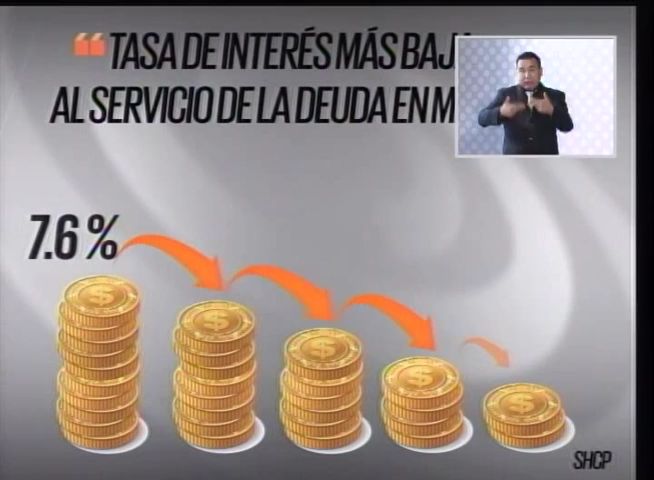 TASA DE INTERÉS MÁS BAJ
AL SERVICIO DE LA DEUDA EN M
7.6 %
SHCP